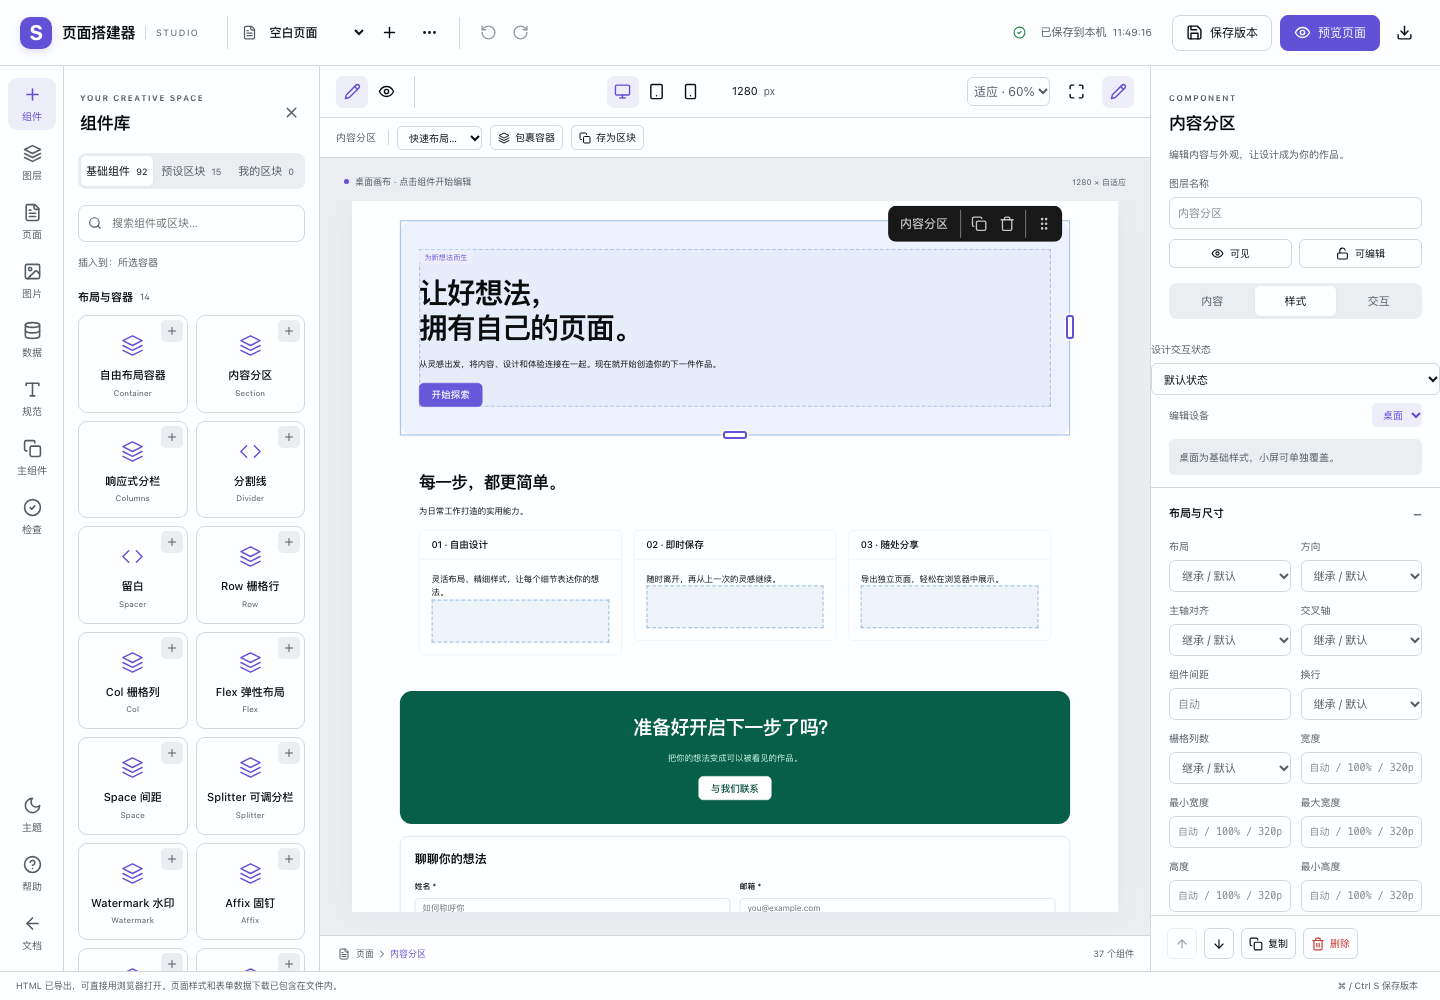 S 页面搭建器 STUDIO 空白页面 已保存到本机 11:49:16 保存版本 预览页面
组件
图层
页面
图片
数据
规范
主组件
检查
主题
帮助
文档
YOUR CREATIVE SPACE
组件库
基础组件 92 预设区块 15 我的区块 0
搜索组件或区块...
插入到：所选容器
布局与容器 14
自由布局容器
Container
内容分区
Section
响应式分栏
Columns
分割线
Divider
留白
Spacer
Row 栅格行
Row
Col 栅格列
Col
Flex 弹性布局
Flex
Space 间距
Space
Splitter 可调分栏
Splitter
Watermark 水印
Watermark
Affix 固钉
Affix
1280 px 适应 · 60%
内容分区 快速布局... 包裹容器 存为区块
桌面画布 · 点击组件开始编辑 1280 × 自适应
内容分区
为新想法而生
让好想法，
拥有自己的页面。
从灵感出发，将内容、设计和体验连接在一起。现在就开始创造你的下一件作品。
开始探索
每一步，都更简单。
为日常工作打造的实用能力。
01 · 自由设计
灵活布局、精细样式，让每个细节表达你的想
法。
02 · 即时保存
随时离开，再从上一次的灵感继续。
03 · 随处分享
导出独立页面，轻松在浏览器中展示。
准备好开启下一步了吗？
把你的想法变成可以被看见的作品。
与我们联系
聊聊你的想法
姓名 * 邮箱 *
如何称呼你 you@example.com
页面 内容分区 37 个组件
COMPONENT
内容分区
编辑内容与外观，让设计成为你的作品。
图层名称
内容分区
可见 可编辑
内容 样式 交互
设计交互状态
默认状态
编辑设备 桌面
桌面为基础样式，小屏可单独覆盖。
布局与尺寸
布局 方向
继承 / 默认 继承 / 默认
主轴对齐 交叉轴
继承 / 默认 继承 / 默认
组件间距 换行
自动 继承 / 默认
栅格列数 宽度
继承 / 默认 自动 / 100% / 320p
最小宽度 最大宽度
自动 / 100% / 320p 自动 / 100% / 320p
高度 最小高度
自动 / 100% / 320p 自动 / 100% / 320p
复制 删除
HTML 已导出，可直接用浏览器打开。页面样式和表单数据下载已包含在文件内。 ⌘ / Ctrl S 保存版本